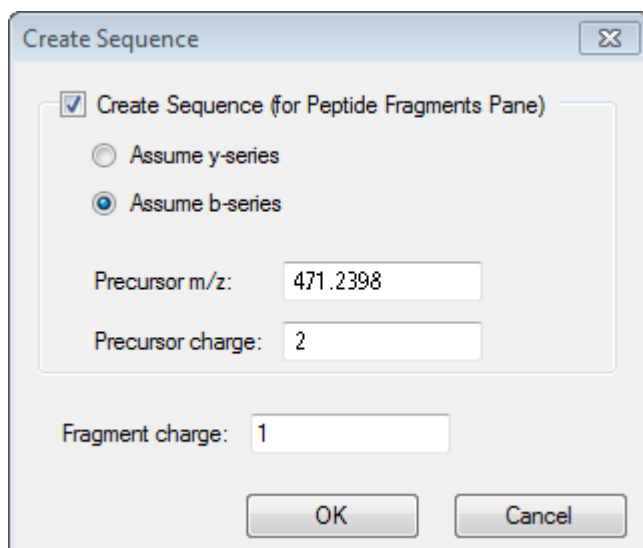 Create Sequence
Create Sequence (for Peptide Fragments Pane)
Assume y-series
Assume b-series
Precursor m/z: 471.2398
Precursor charge: 2
Fragment charge: 1
OK Cancel